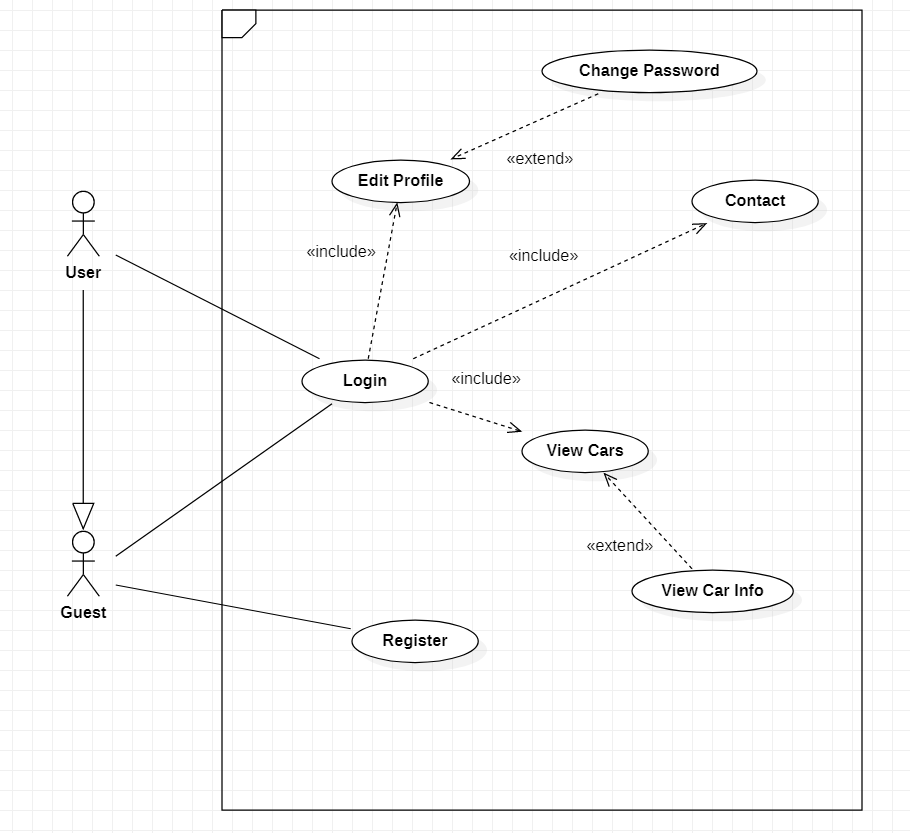 Change Password
«extend»
Edit Profile
Contact
«include»
«include»
User
Login
«include»
View Cars
«extend»
View Car Info
Guest
Register